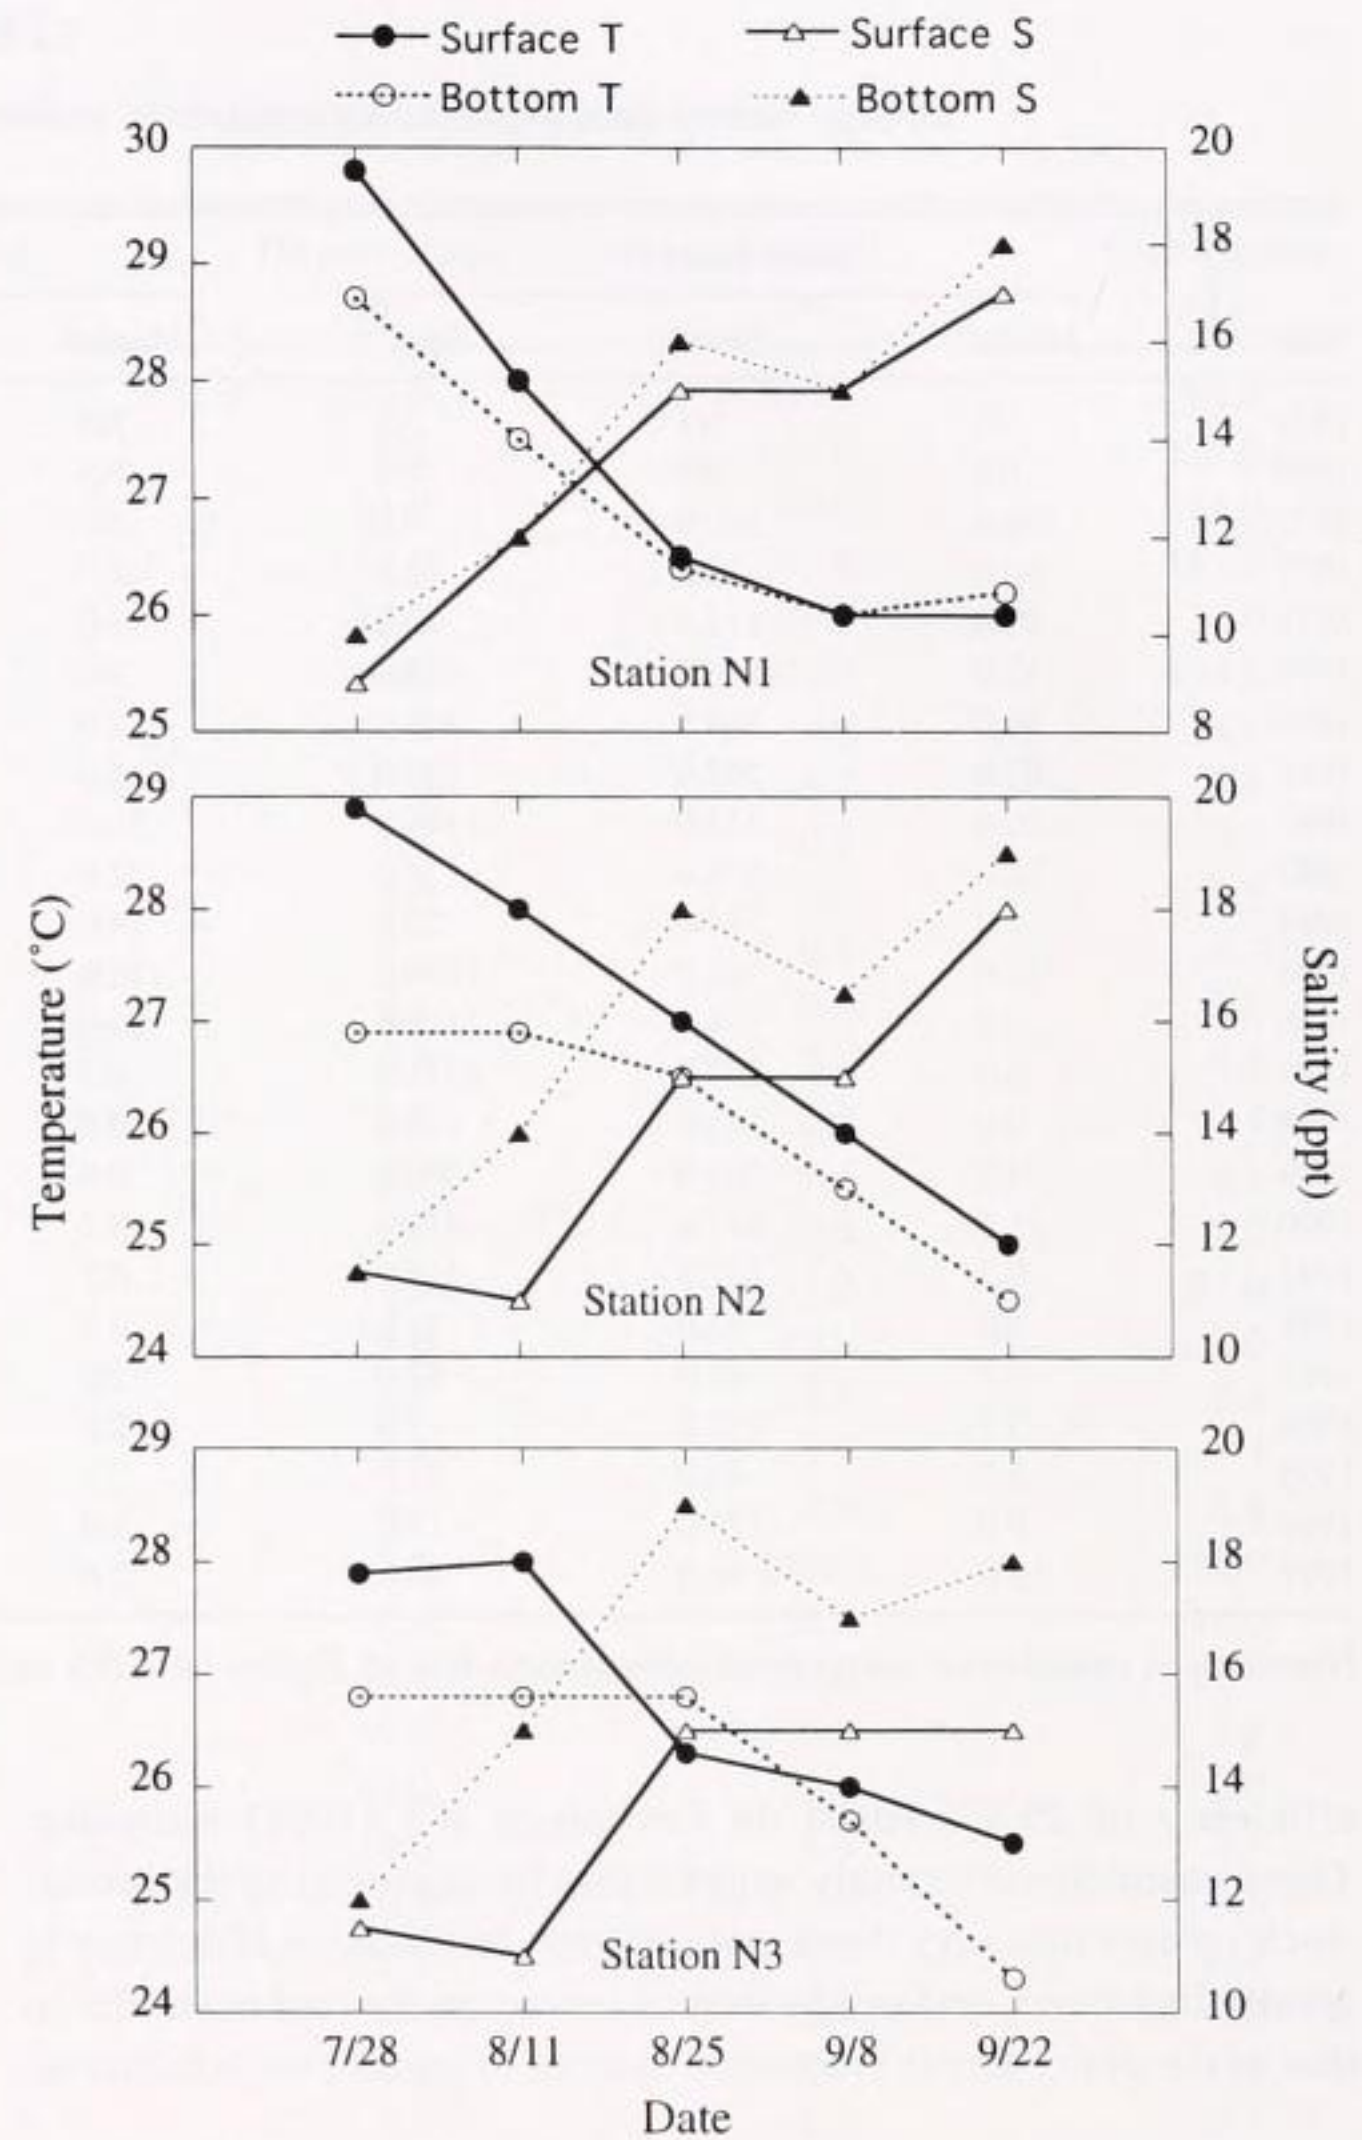 Surface T Surface S
Bottom T Bottom S
30 20
29 18
28 16
27 14
26 12
25 10
8
Station N1
29 20
28 18
27 16
26 14
25 12
24 10
Station N2
Temperature (˚C)
Salinity (ppt)
29 20
28 18
27 16
26 14
25 12
24 10
Station N3
7/28 8/11 8/25 9/8 9/22
Date